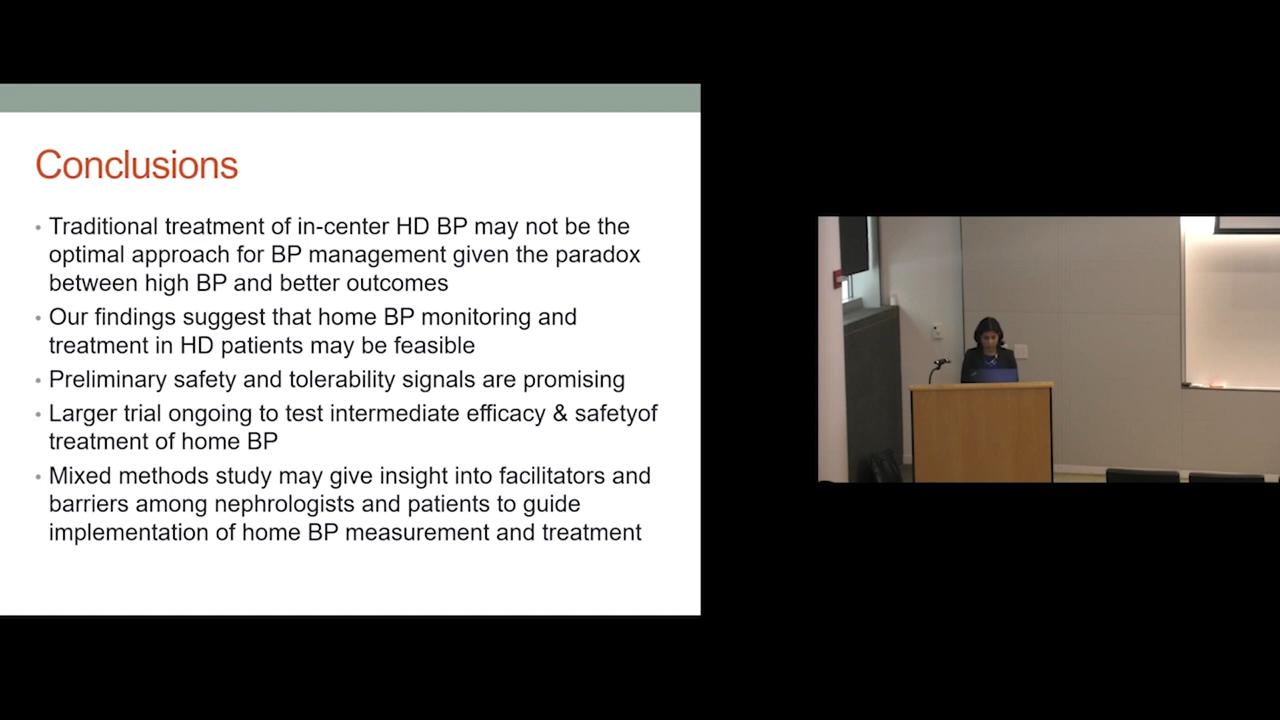 Conclusions
• Traditional treatment of in-center HD BP may not be the
optimal approach for BP management given the paradox
between high BP and better outcomes
• Our findings suggest that home BP monitoring and
treatment in HD patients may be feasible
• Preliminary safety and tolerability signals are promising
• Larger trial ongoing to test intermediate efficacy & safetyof
treatment of home BP
• Mixed methods study may give insight into facilitators and
barriers among nephrologists and patients to guide
implementation of home BP measurement and treatment